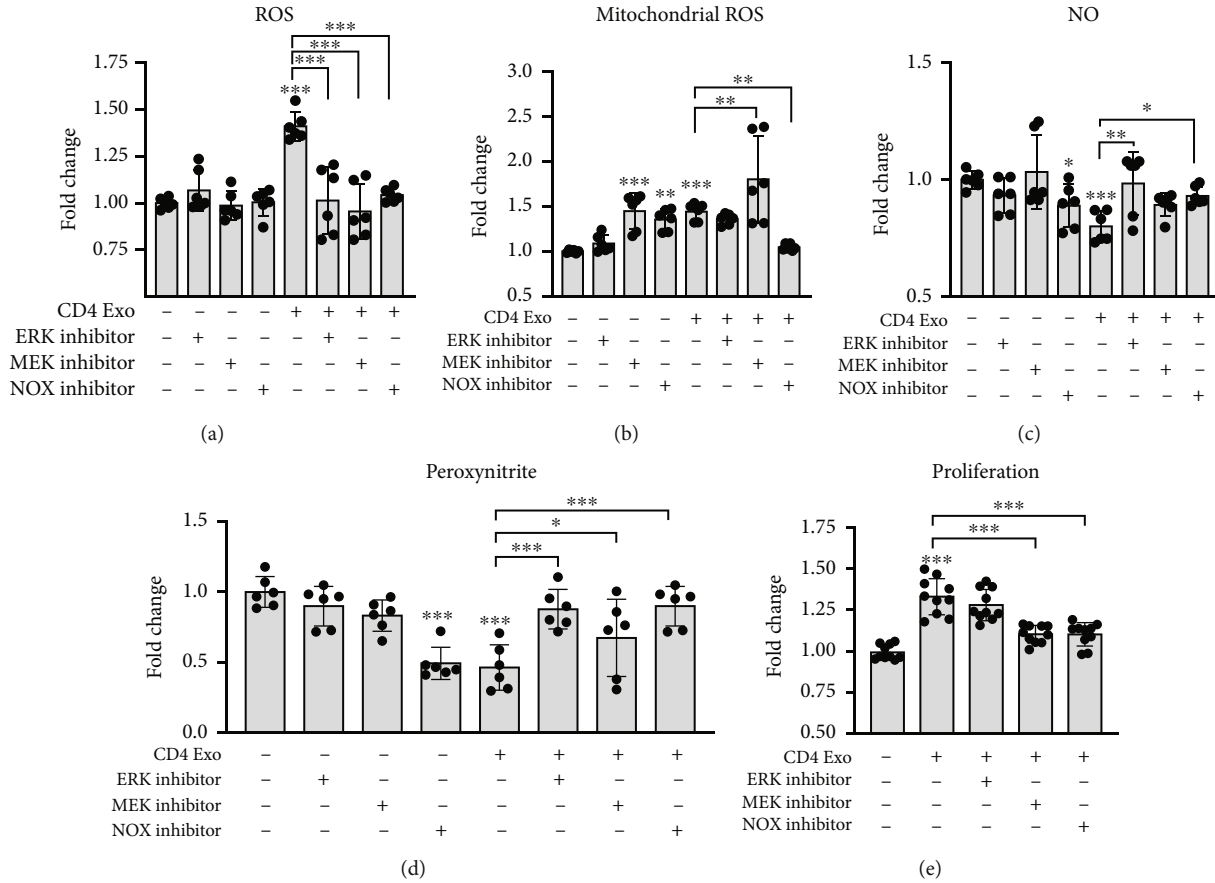 ROS
***
***
***
***
Fold change
1.75
1.50
1.25
1.00
0.75
CD4 Exo – – – – + + + +
ERK inhibitor – + – – – + – –
MEK inhibitor – – + – – – + –
NOX inhibitor – – – + – – – +
(a)
Mitochondrial ROS
**
**
*** ** ***
Fold change
3.0
2.5
2.0
1.5
1.0
0.5
CD4 Exo – – – – + + + +
ERK inhibitor – + – – – + – –
MEK inhibitor – – + – – – + –
NOX inhibitor – – – + – – – +
(b)
NO
*
**
*
***
Fold change
1.5
1.0
0.5
CD4 Exo – – – – + + + +
ERK inhibitor – + – – – + – –
MEK inhibitor – – + – – – + –
NOX inhibitor – – – + – – – +
(c)
Peroxynitrite
***
*
***
*** ***
Fold change
1.5
1.0
0.5
0.0
CD4 Exo – – – – + + + +
ERK inhibitor – + – – – + – –
MEK inhibitor – – + – – – + –
NOX inhibitor – – – + – – – +
(d)
Proliferation
***
***
***
Fold change
1.75
1.50
1.25
1.00
0.75
0.50
CD4 Exo – + + + +
ERK inhibitor – – + – –
MEK inhibitor – – – + –
NOX inhibitor – – – – +
(e)